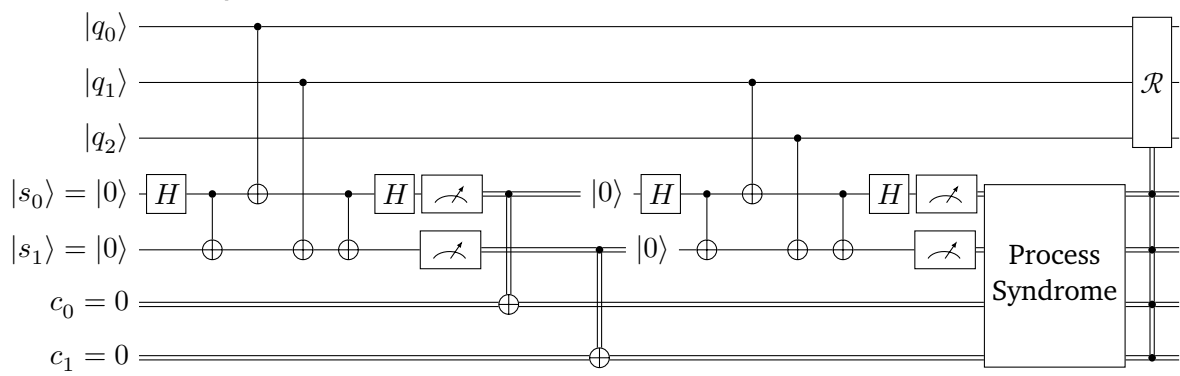 |q₀⟩
|q₁⟩ ℛ
|q₂⟩
|s₀⟩ = |0⟩ H H |0⟩ H H
|s₁⟩ = |0⟩ |0⟩ Process
c₀ = 0 Syndrome
c₁ = 0